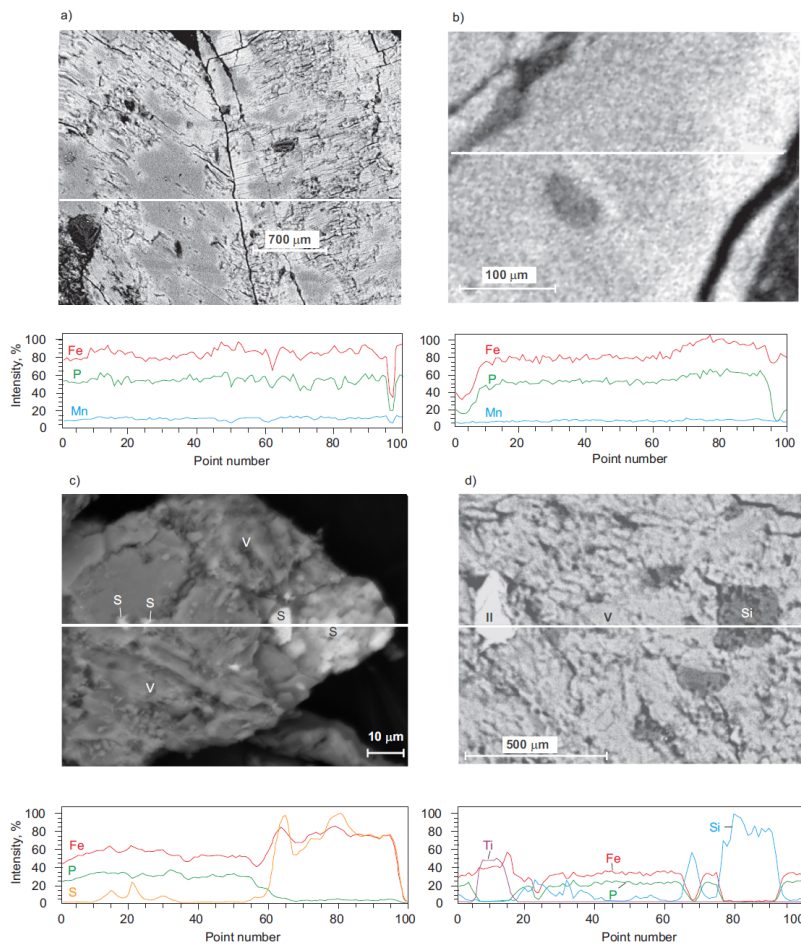 a)
b)
700 μm
100 μm
Intensity, %
100
80
60
40
20
0
Fe
P
Mn
1 20 40 60 80 100
Point number
100
80
60
40
20
0
Fe
P
Mn
0 20 40 60 80 100
Point number
c)
d)
V
S S
S
S
V
10 μm
Il V Si
500 μm
Intensity, %
100
80
60
40
20
0
Fe
P
S
0 20 40 60 80 100
Point number
100
80
60
40
20
0
Ti
Fe
P
Si
0 20 40 60 80 100
Point number